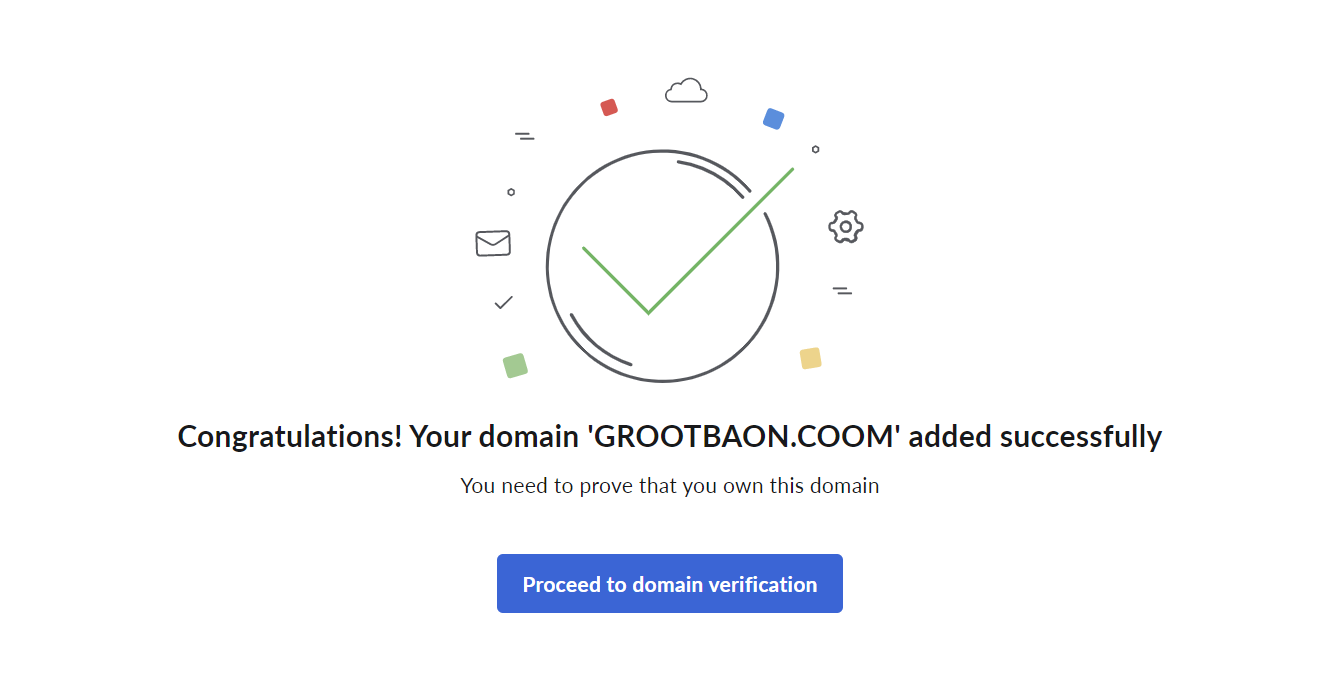 Congratulations! Your domain 'GROOTBAON.COOM' added successfully
You need to prove that you own this domain
Proceed to domain verification